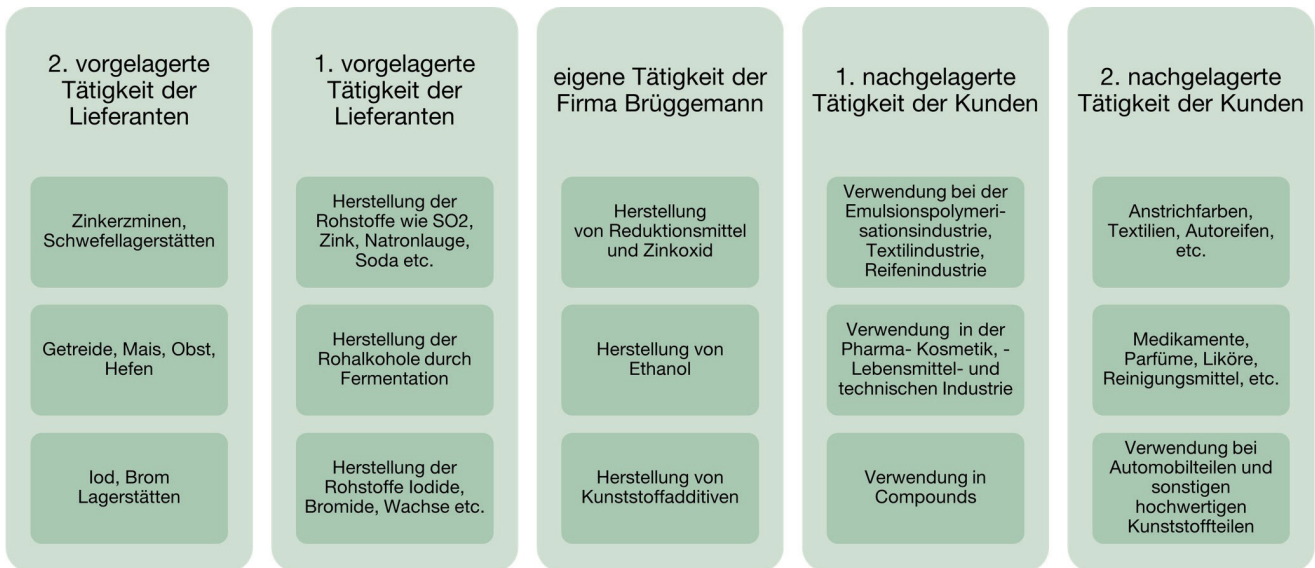 2. vorgelagerte
Tätigkeit der
Lieferanten
Zinkerzminen,
Schwefellagerstätten
Getreide, Mais, Obst,
Hefen
Iod, Brom
Lagerstätten
1. vorgelagerte
Tätigkeit der
Lieferanten
Herstellung der
Rohstoffe wie SO2,
Zink, Natronlauge,
Soda etc.
Herstellung der
Rohalkohole durch
Fermentation
Herstellung der
Rohstoffe Iodide,
Bromide, Wachse etc.
eigene Tätigkeit der
Firma Brüggemann
Herstellung
von Reduktionsmittel
und Zinkoxid
Herstellung von
Ethanol
Herstellung von
Kunststoffadditiven
1. nachgelagerte
Tätigkeit der Kunden
Verwendung bei der
Emulsionspolymeri-
sationsindustrie,
Textilindustrie,
Reifenindustrie
Verwendung in der
Pharma- Kosmetik, -
Lebensmittel- und
technischen Industrie
Verwendung in
Compounds
2. nachgelagerte
Tätigkeit der Kunden
Anstrichfarben,
Textilien, Autoreifen,
etc.
Medikamente,
Parfüme, Liköre,
Reinigungsmittel, etc.
Verwendung bei
Automobilteilen und
sonstigen
hochwertigen
Kunststoffteilen